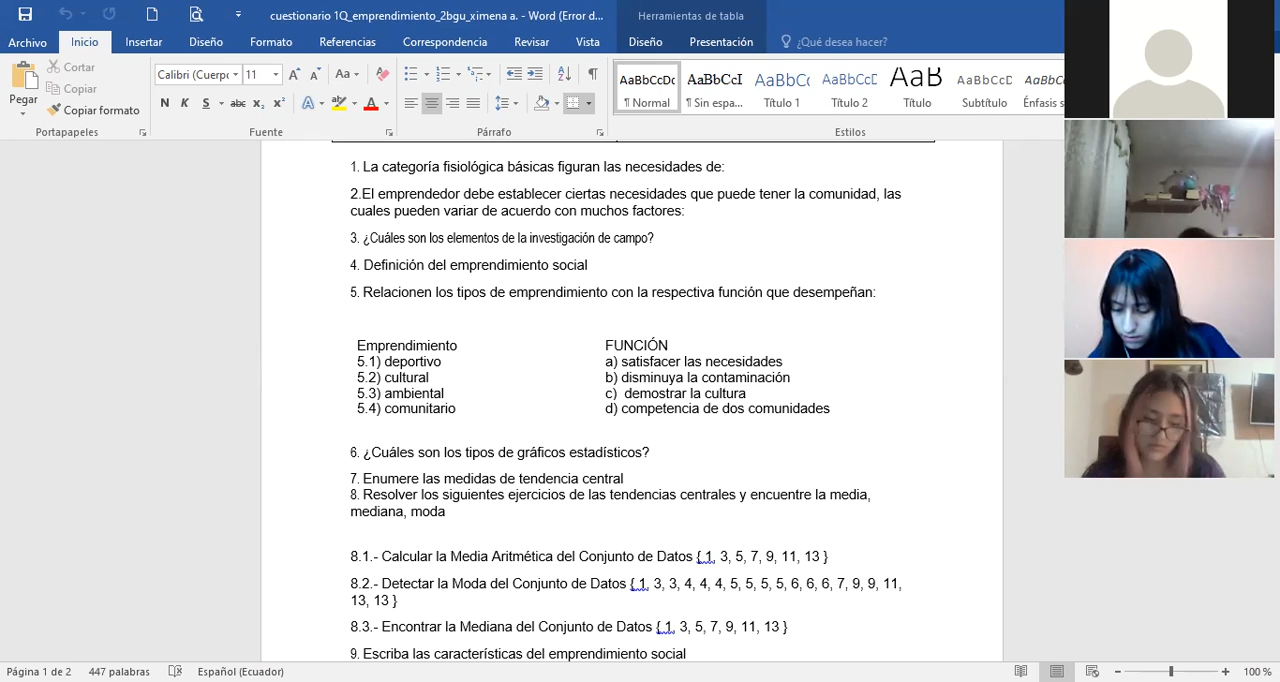 cuestionario 1Q_emprendimiento_2bgu_ximena a. - Word (Error d...
Herramientas de tabla
Archivo Inicio Insertar Diseño Formato Referencias Correspondencia Revisar Vista Diseño Presentación ¿Qué desea hacer?
Pegar
Cortar
Copiar
Copiar formato
Portapapeles
Calibri (Cuerpo 11
N K S abc x₂ x²
Fuente
Párrafo
AaBbCcDc AaBbCcI AaBbC AaBbCcD AaB AaBbCcD AaBbC
¶ Normal ¶ Sin espa... Título 1 Título 2 Título Subtítulo Énfasis s
Estilos
1. La categoría fisiológica básicas figuran las necesidades de:
2.El emprendedor debe establecer ciertas necesidades que puede tener la comunidad, las
cuales pueden variar de acuerdo con muchos factores:
3. ¿Cuáles son los elementos de la investigación de campo?
4. Definición del emprendimiento social
5. Relacionen los tipos de emprendimiento con la respectiva función que desempeñan:
Emprendimiento FUNCIÓN
5.1) deportivo a) satisfacer las necesidades
5.2) cultural b) disminuya la contaminación
5.3) ambiental c) demostrar la cultura
5.4) comunitario d) competencia de dos comunidades
6. ¿Cuáles son los tipos de gráficos estadísticos?
7. Enumere las medidas de tendencia central
8. Resolver los siguientes ejercicios de las tendencias centrales y encuentre la media,
mediana, moda
8.1.- Calcular la Media Aritmética del Conjunto de Datos { 1, 3, 5, 7, 9, 11, 13 }
8.2.- Detectar la Moda del Conjunto de Datos { 1, 3, 3, 4, 4, 4, 5, 5, 5, 5, 6, 6, 6, 7, 9, 9, 11,
13, 13 }
8.3.- Encontrar la Mediana del Conjunto de Datos { 1, 3, 5, 7, 9, 11, 13 }
9. Escriba las características del emprendimiento social
Página 1 de 2 447 palabras Español (Ecuador) 100 %